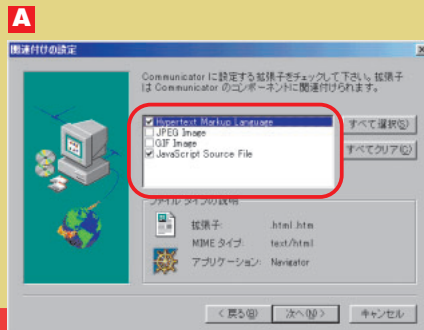 A
関連付けの設定
Communicator に設定する拡張子をチェックして下さい。拡張子
は Communicator のコンポーネントに関連付けられます。
Hypertext Markup Language
JPEG Image
GIF Image
JavaScript Source File
すべて選択(S)
すべてクリア(C)
ファイル タイプの説明
拡張子: .html .htm
MIME タイプ: text/html
アプリケーション: Navigator
< 戻る(B)
次へ(N) >
キャンセル